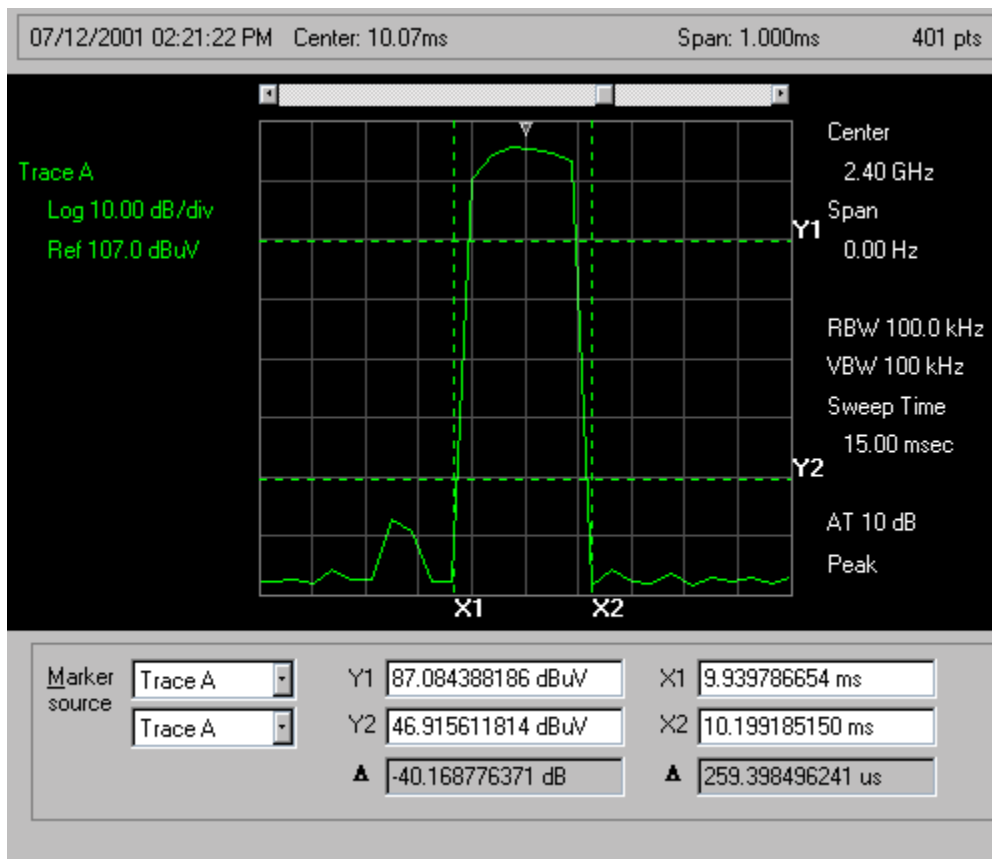 07/12/2001 02:21:22 PM Center: 10.07ms Span: 1.000ms 401 pts
Trace A
Log 10.00 dB/div
Ref 107.0 dBuV
Y1
Y2
X1 X2
Center
2.40 GHz
Span
0.00 Hz
RBW 100.0 kHz
VBW 100 kHz
Sweep Time
15.00 msec
AT 10 dB
Peak
Marker source
Trace A
Trace A
Y1 87.084388186 dBuV
Y2 46.915611814 dBuV
Δ -40.168776371 dB
X1 9.939786654 ms
X2 10.199185150 ms
Δ 259.398496241 us